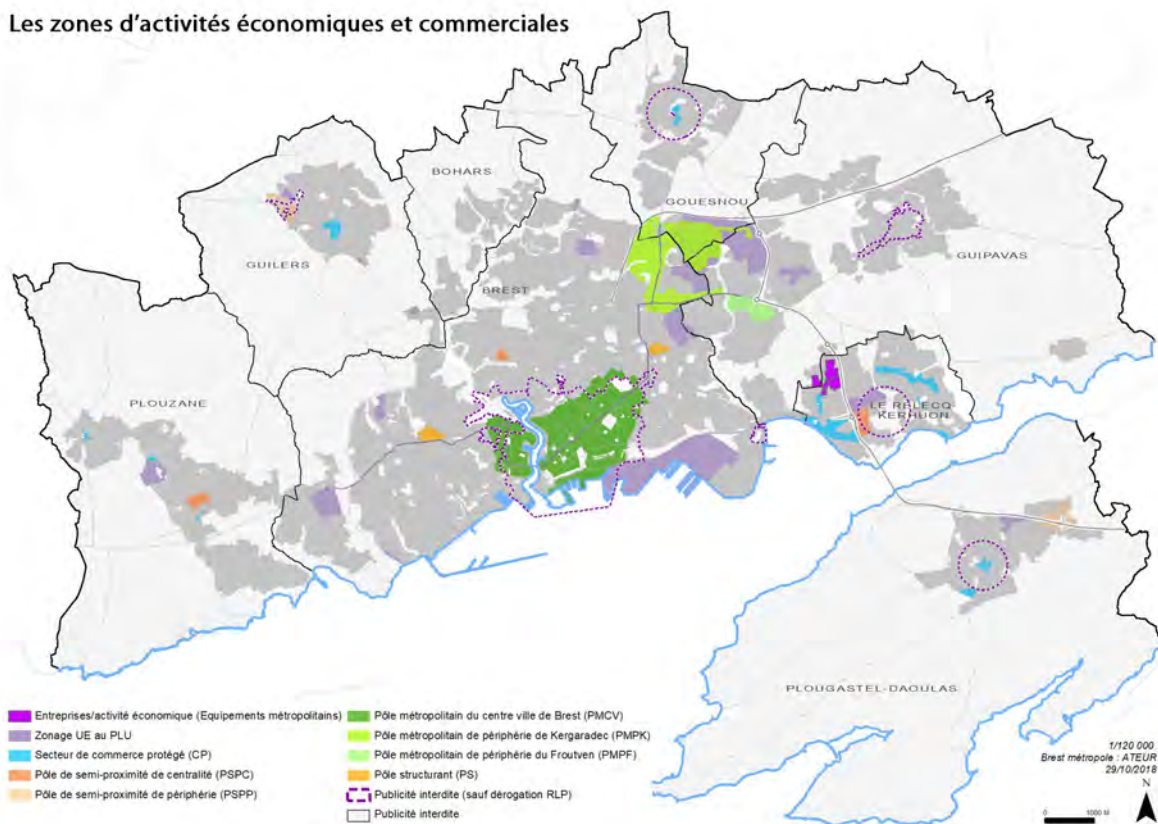 Les zones d'activités économiques et commerciales
BOHARS
GOUESNOU
GUILERS
GUIPAVAS
BREST
PLOUZANE
LE RELECQ
KERHUON
PLOUGASTEL-DAOULAS
Entreprises/activité économique (Equipements métropolitains)
Zonage UE au PLU
Secteur de commerce protégé (CP)
Pôle de semi-proximité de centralité (PSPC)
Pôle de semi-proximité de périphérie (PSPP)
Pôle métropolitain du centre ville de Brest (PMCV)
Pôle métropolitain de périphérie de Kergaradec (PMPK)
Pôle métropolitain de périphérie du Froutven (PMPF)
Pôle structurant (PS)
Publicité interdite (sauf dérogation RLP)
Publicité interdite
1/120 000
Brest métropole : ATEUR
29/10/2018
N
0 1000 M